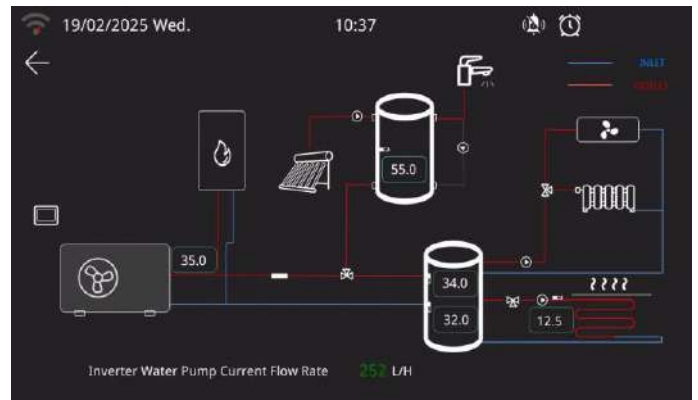 19/02/2025 Wed.
10:37
INLET
OUTLET
55.0
35.0
34.0
32.0
12.5
Inverter Water Pump Current Flow Rate 252 L/H